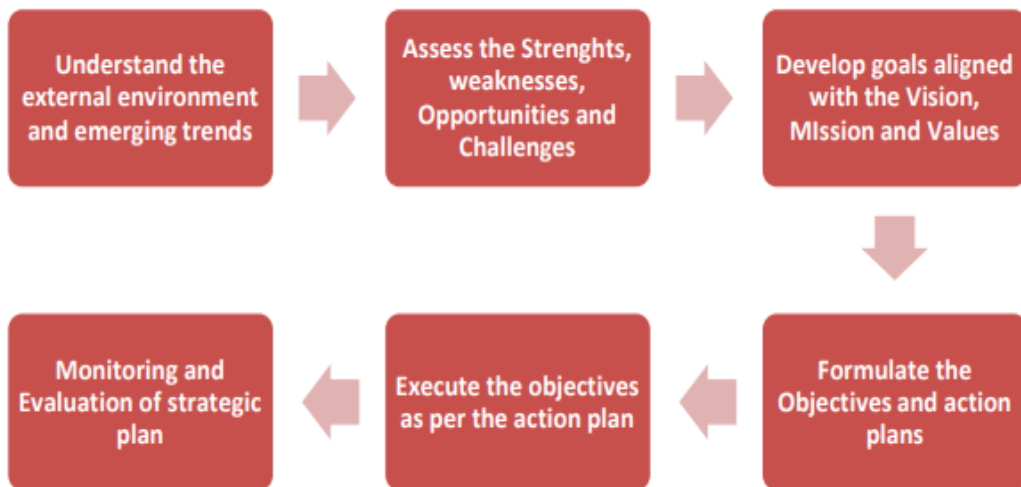 Understand the
external environment
and emerging trends
Assess the Strenghts,
weaknesses,
Opportunities and
Challenges
Develop goals aligned
with the Vision,
MIssion and Values
Formulate the
Objectives and action
plans
Execute the objectives
as per the action plan
Monitoring and
Evaluation of strategic
plan